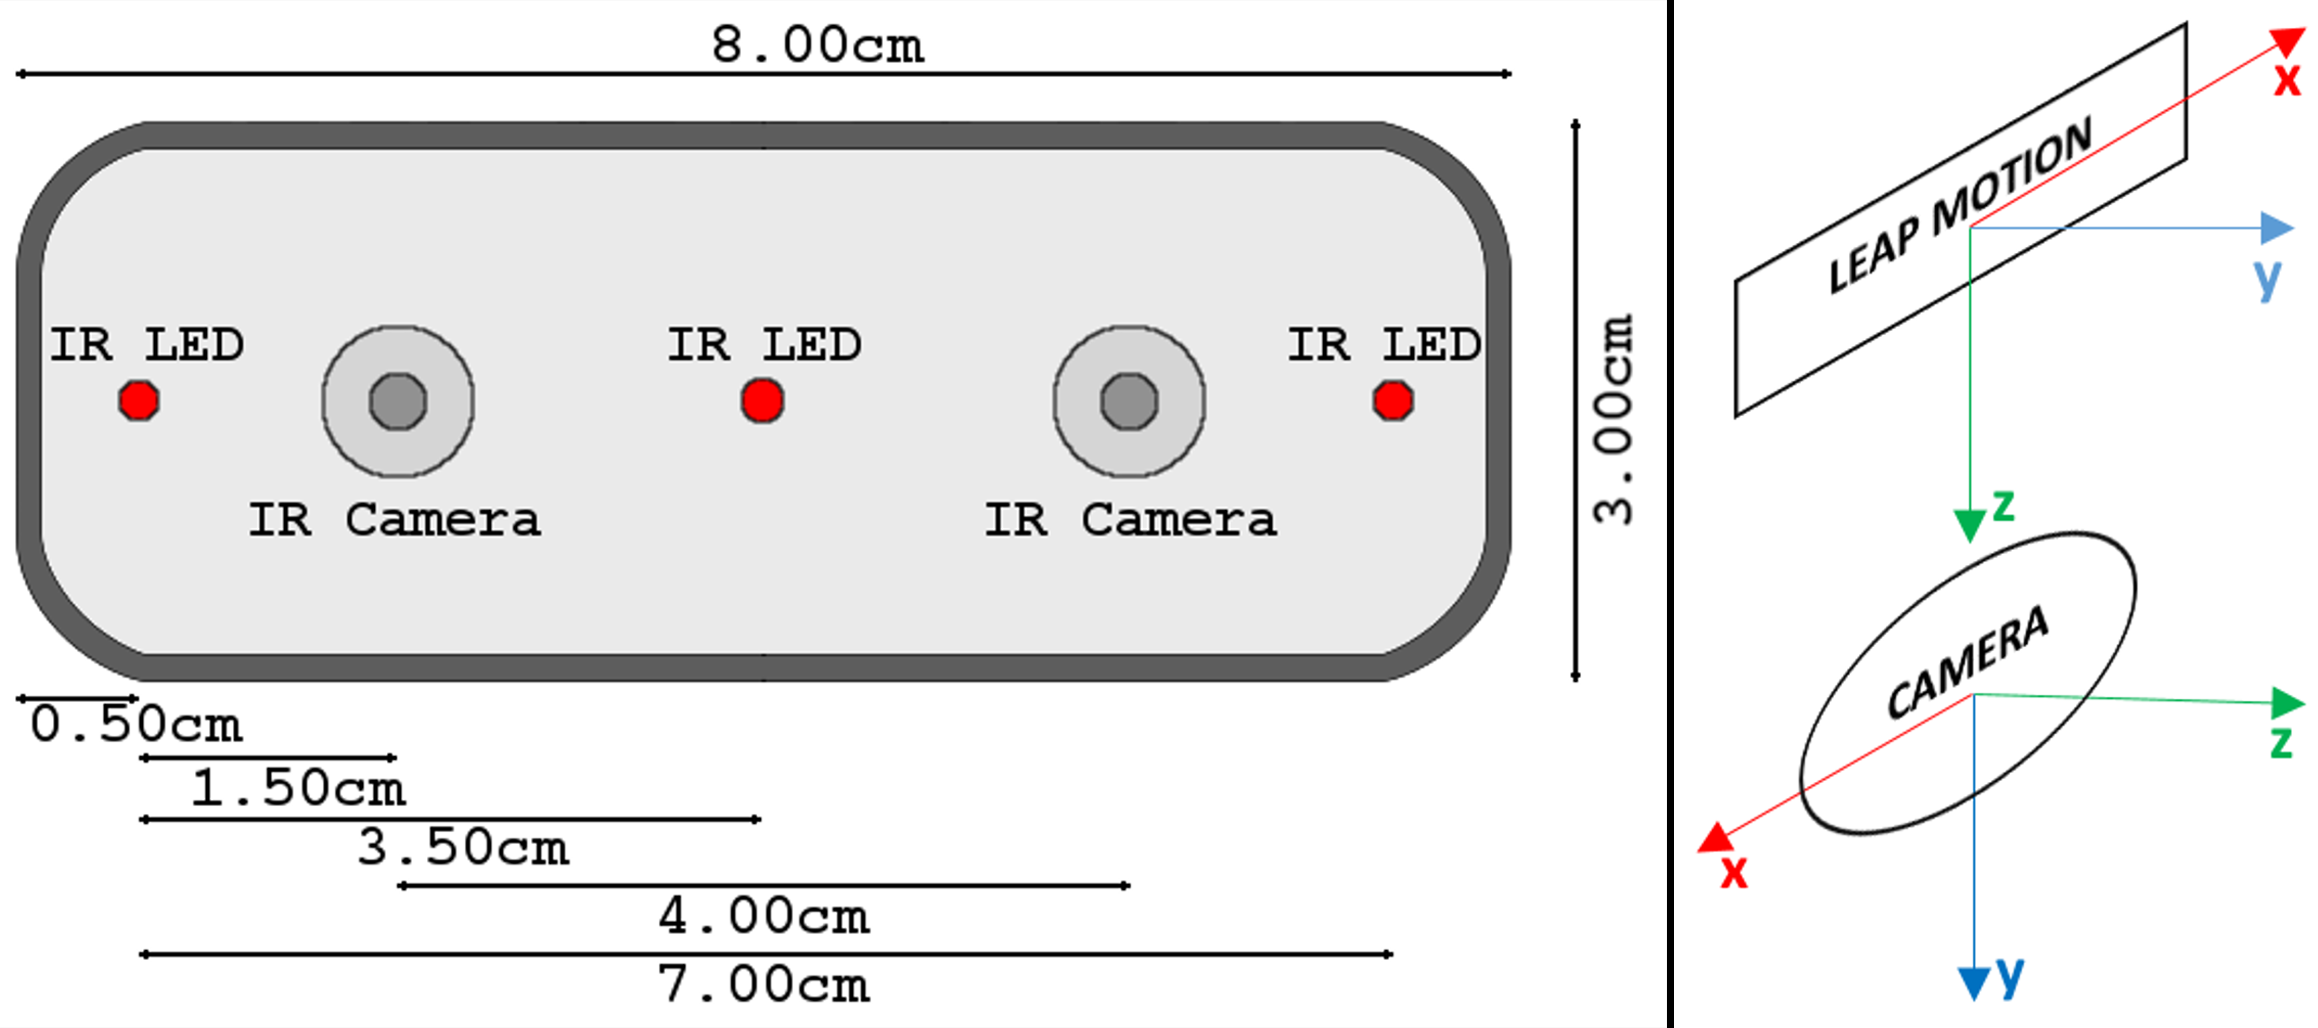 8.00cm
IR LED
IR LED
IR LED
IR Camera
IR Camera
3.00cm
0.50cm
1.50cm
3.50cm
4.00cm
7.00cm
x
LEAP MOTION
y
z
CAMERA
z
x
y